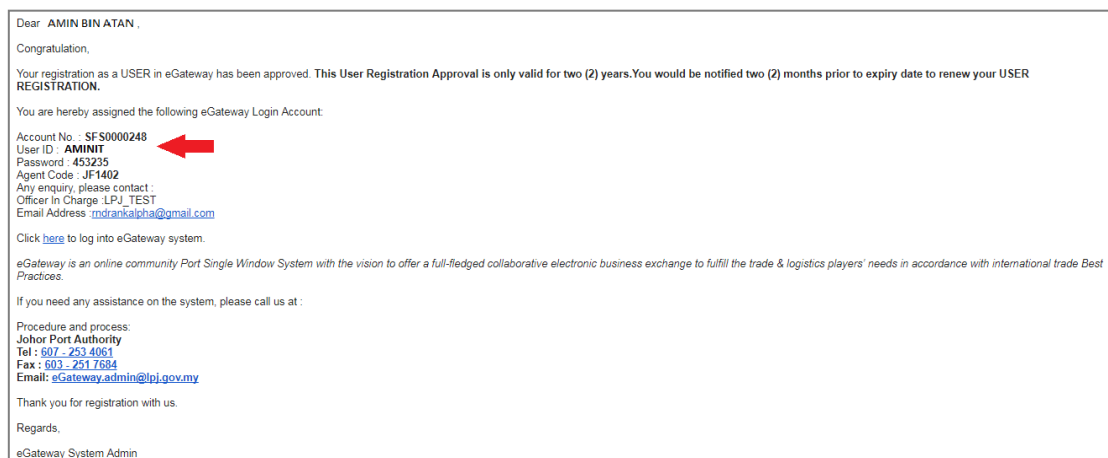 Dear AMIN BIN ATAN ,
Congratulation,
Your registration as a USER in eGateway has been approved. This User Registration Approval is only valid for two (2) years.You would be notified two (2) months prior to expiry date to renew your USER
REGISTRATION.
You are hereby assigned the following eGateway Login Account:
Account No. : SFS0000248
User ID : AMINIT
Password : 453235
Agent Code : JF1402
Any enquiry, please contact :
Officer In Charge :LPJ_TEST
Email Address :rndrankalpha@gmail.com
Click here to log into eGateway system.
eGateway is an online community Port Single Window System with the vision to offer a full-fledged collaborative electronic business exchange to fulfill the trade & logistics players' needs in accordance with international trade Best
Practices.
If you need any assistance on the system, please call us at :
Procedure and process:
Johor Port Authority
Tel : 607 - 253 4061
Fax : 603 - 251 7684
Email: eGateway.admin@lpj.gov.my
Thank you for registration with us.
Regards,
eGateway System Admin